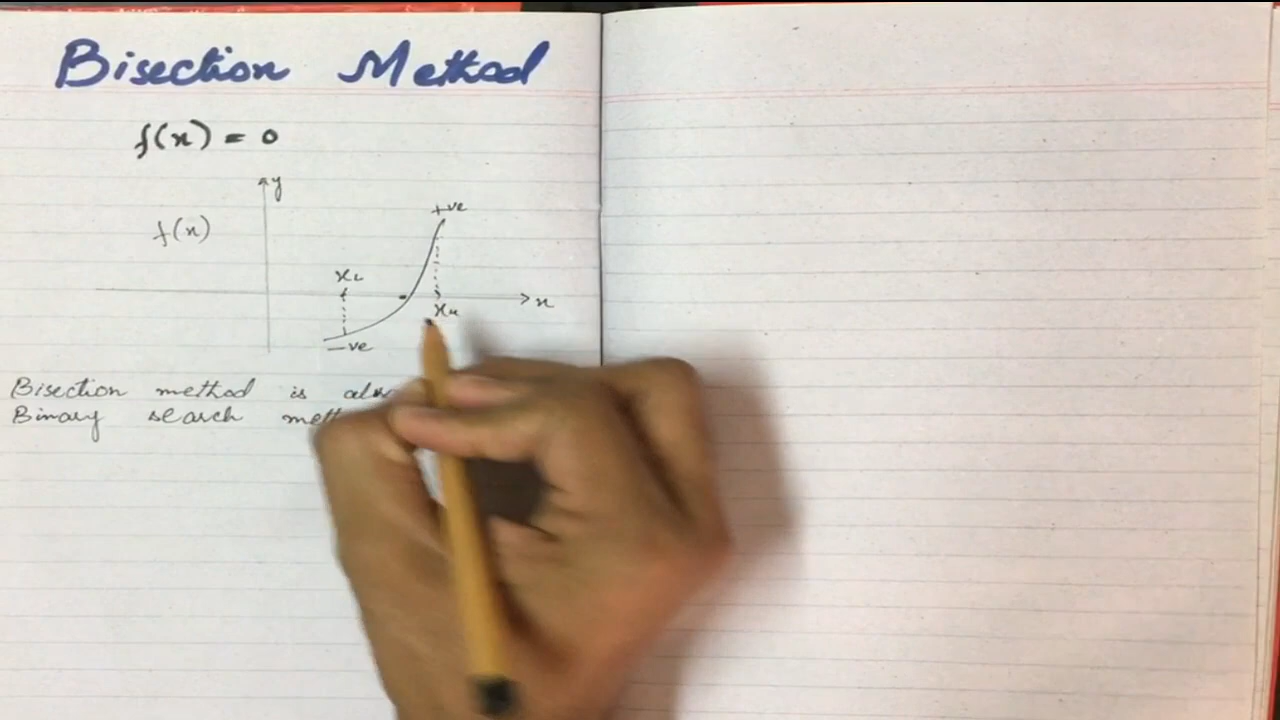 Bisection Method
f(x) = 0
y
+ve
f(x)
xL
x
xu
-ve
Bisection method is
Binary search